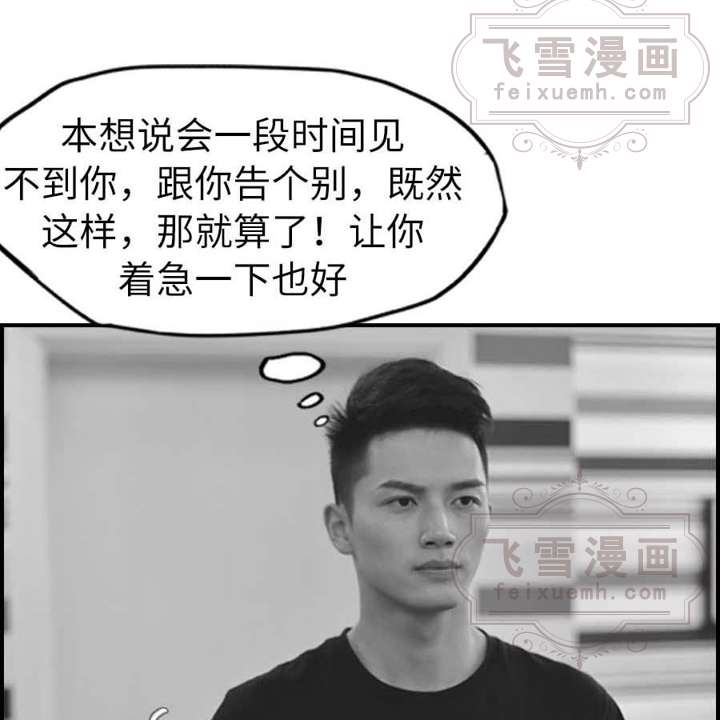 飞雪漫画
feixuemh.com
本想说会一段时间见
不到你，跟你告个别，既然
这样，那就算了！让你
着急一下也好
飞雪漫画
feixuemh.com